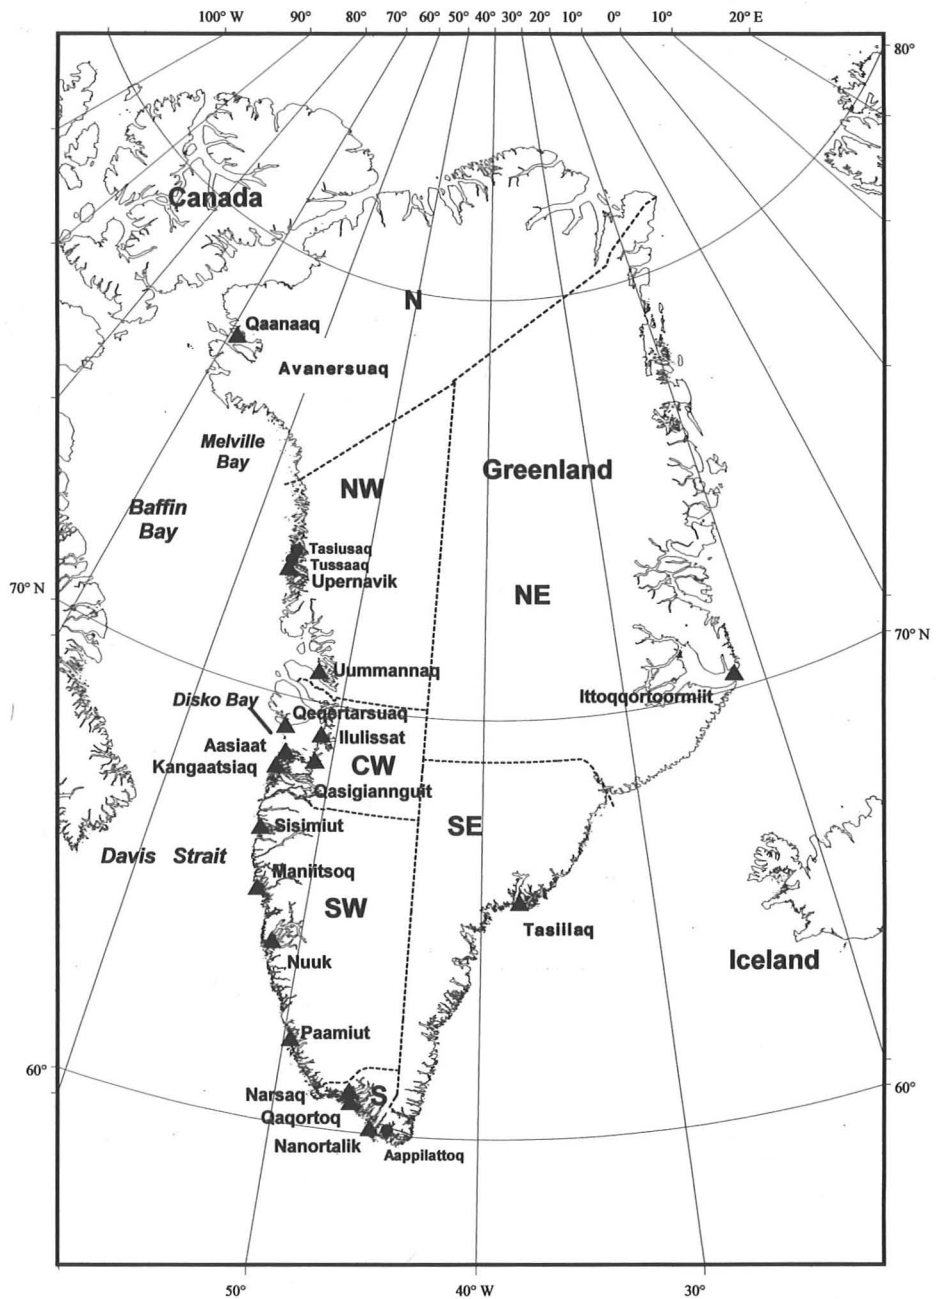 100° W 90° 80° 70° 60° 50° 40° 30° 20° 10° 0° 10° 20° E
80°
Canada
N
Qaanaaq
Avanersuaq
Melville
Bay
Greenland
NW
Baffin
Bay
Tasiusaq
Tussaaq
Upernavik
70° N
NE
70° N
Uummannaq
Ittoqqortoormiit
Disko Bay
Qeqertarsuaq
Ilulissat
Aasiaat
Kangaatsiaq
CW
Qasigiannguit
Sisimiut
SE
Davis Strait
Maniitsoq
SW
Tasiilaq
Nuuk
Iceland
Paamiut
60°
60°
Narsaq
S
Qaqortoq
Nanortalik
Aappilattoq
50° 40° W 30°